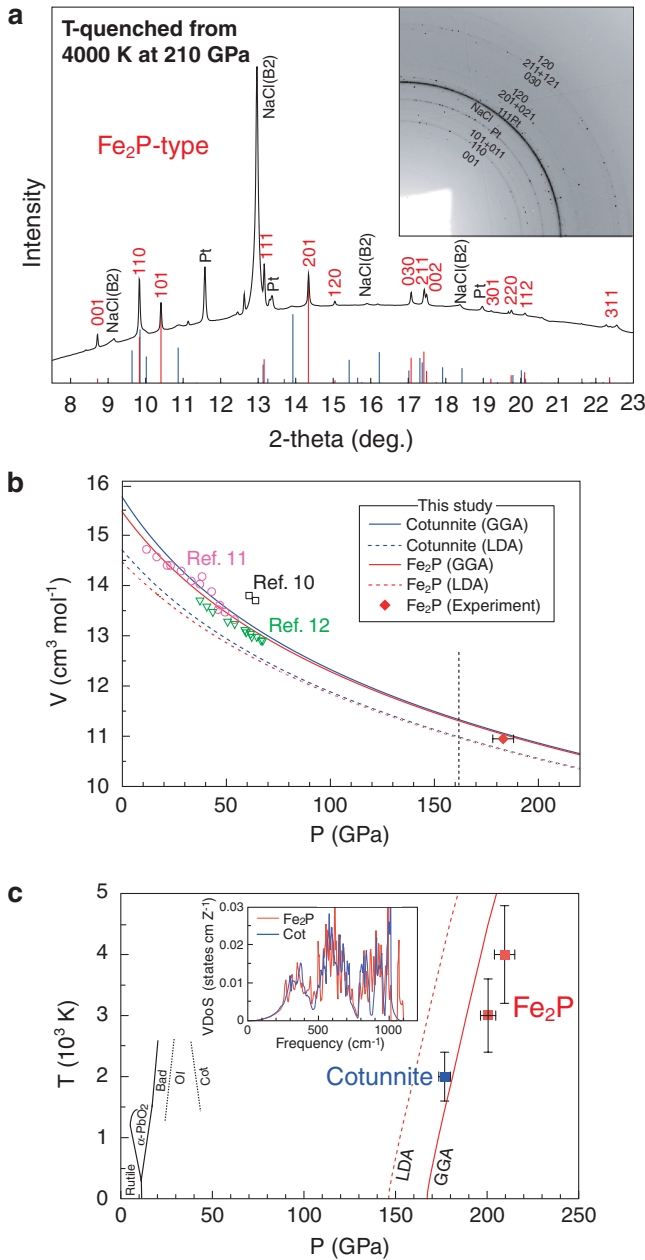 a
T-quenched from
4000 K at 210 GPa
Fe₂P-type
Intensity
001
NaCl(B2)
110
101
Pt
NaCl(B2)
111
Pt
201
120
NaCl(B2)
030
211
002
NaCl(B2)
Pt
301
220
112
311
120
211+121
030
120
201+021
111Pt
NaCl
Pt
101+011
110
001
8 9 10 11 12 13 14 15 16 17 18 19 20 21 22 23
2-theta (deg.)
b
This study
Cotunnite (GGA)
Cotunnite (LDA)
Fe₂P (GGA)
Fe₂P (LDA)
Fe₂P (Experiment)
Ref. 11
Ref. 10
Ref. 12
V (cm³ mol⁻¹)
16
15
14
13
12
11
10
0 50 100 150 200
P (GPa)
c
T (10³ K)
5
4
3
2
1
0
VDoS (states cm Z⁻¹)
0.03
0.02
0.01
0
Fe₂P
Cot
0 500 1000
Frequency (cm⁻¹)
Rutile
α-PbO₂
Bad
OI
Cot
Cotunnite
Fe₂P
LDA
GGA
0 50 100 150 200 250
P (GPa)